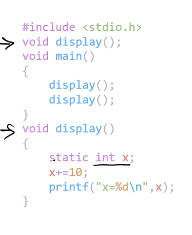 #include <stdio.h>
void display();
void main()
{
display();
display();
}
void display()
{
static int x;
x+=10;
printf("x=%d\n",x);
}